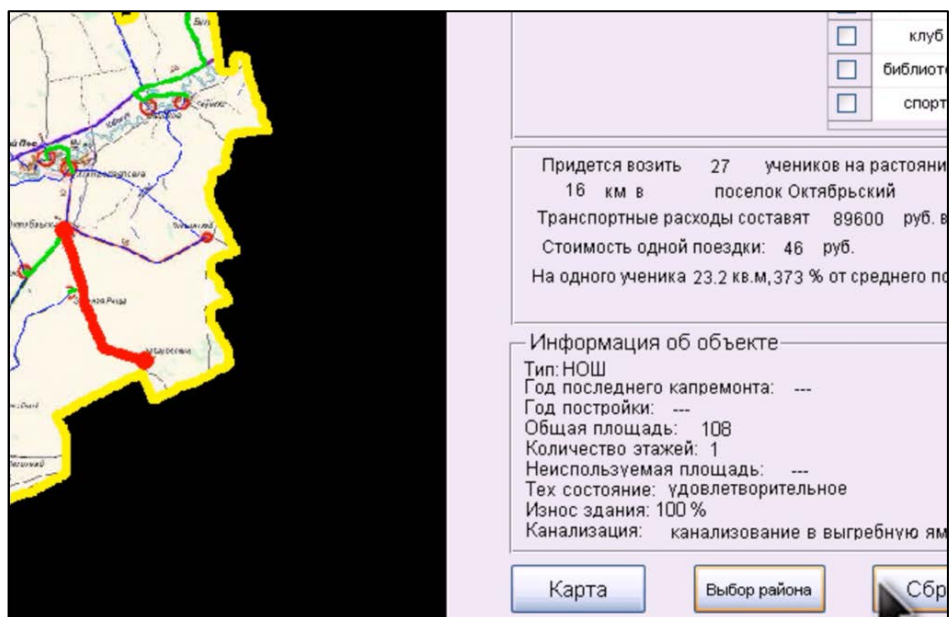 клуб
спорт
Придется возить 27 учеников на растояни
16 км в поселок Октябрьский
Транспортные расходы составят 89600 руб. в
Стоимость одной поездки: 46 руб.
На одного ученика 23.2 кв.м,373 % от среднего по
Информация об объекте
Тип: НОШ
Год последнего капремонта: ---
Год постройки: ---
Общая площадь: 108
Количество этажей: 1
Неиспользуемая площадь: ---
Тех состояние: удовлетворительное
Износ здания: 100 %
Канализация: канализование в выгребную ям
Карта
Выбор района
Сбр